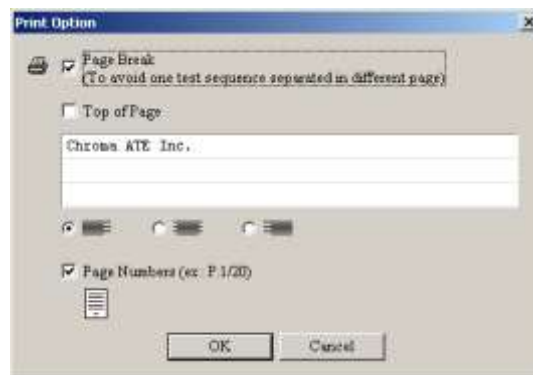 Print Option
Page Break
(To avoid one test sequence separated in different page)
Top of Page
Chroma ATE Inc.
Page Numbers (ex: P 1/20)
OK
Cancel